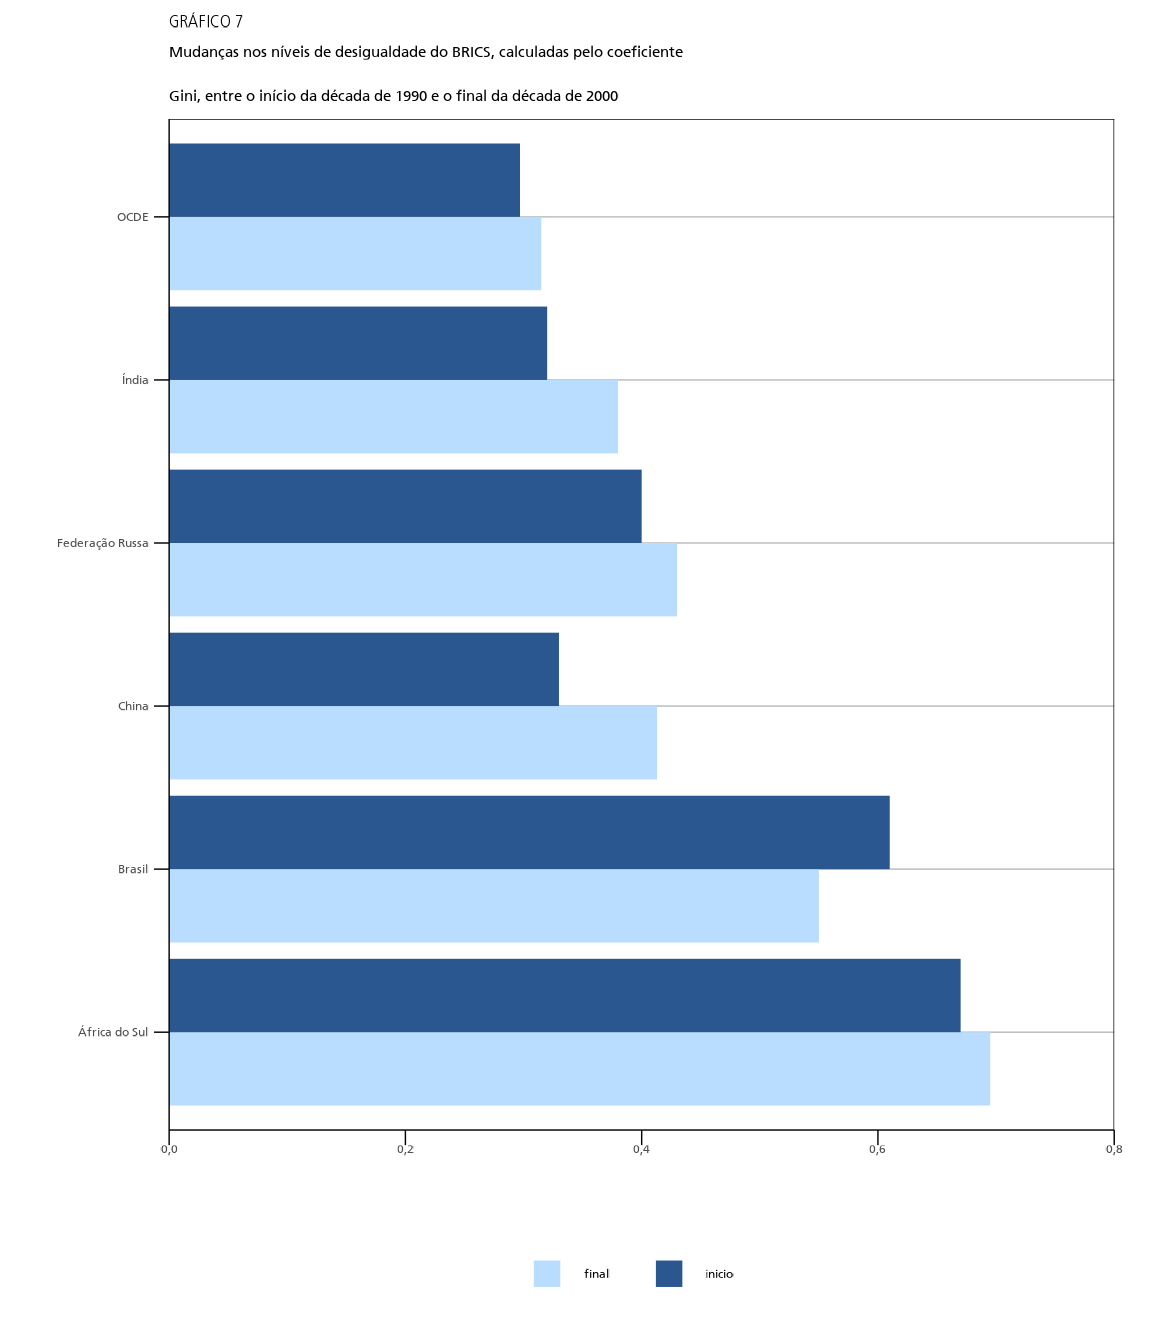 GRÁFICO 7
Mudanças nos níveis de desigualdade do BRICS, calculadas pelo coeficiente
Gini, entre o início da década de 1990 e o final da década de 2000
OCDE
Índia
Federação Russa
China
Brasil
África do Sul
0,0 0,2 0,4 0,6 0,8
final inicio